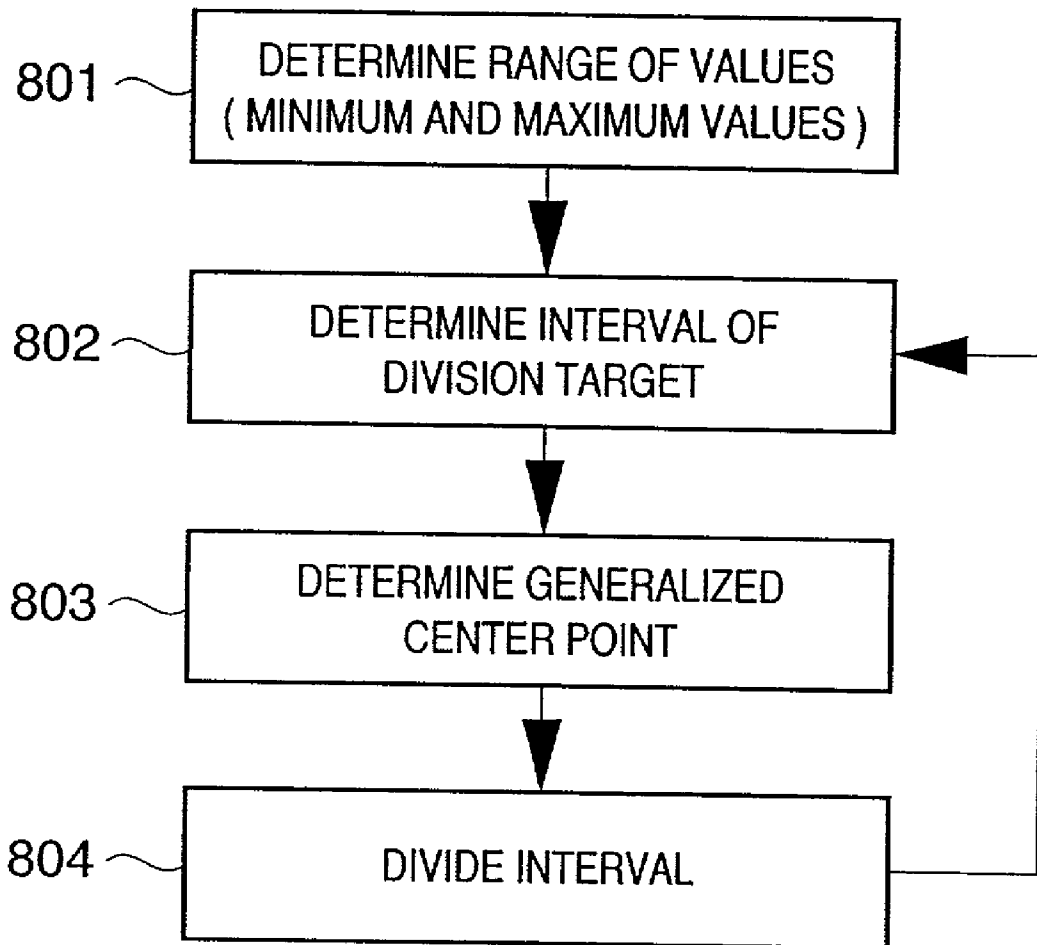 801
DETERMINE RANGE OF VALUES
( MINIMUM AND MAXIMUM VALUES )
802
DETERMINE INTERVAL OF
DIVISION TARGET
803
DETERMINE GENERALIZED
CENTER POINT
804
DIVIDE INTERVAL